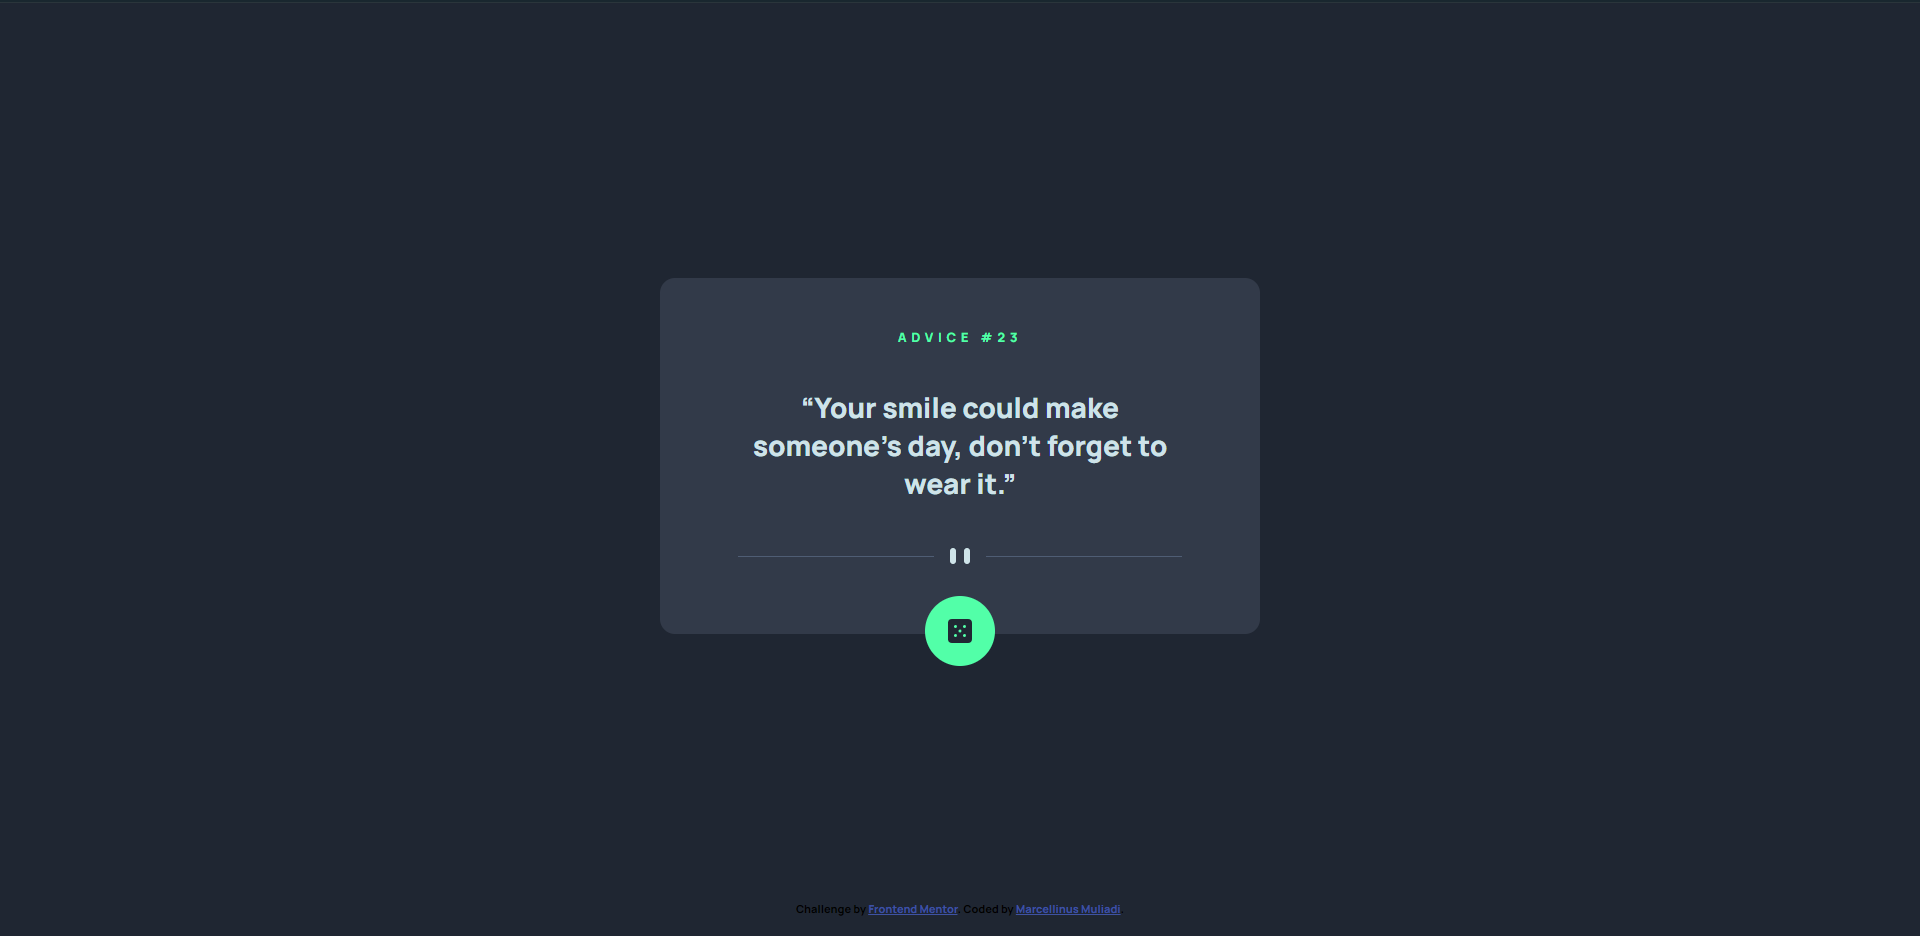 ADVICE #23
“Your smile could make
someone’s day, don’t forget to
wear it.”
Challenge by Frontend Mentor. Coded by Marcellinus Muliadi.